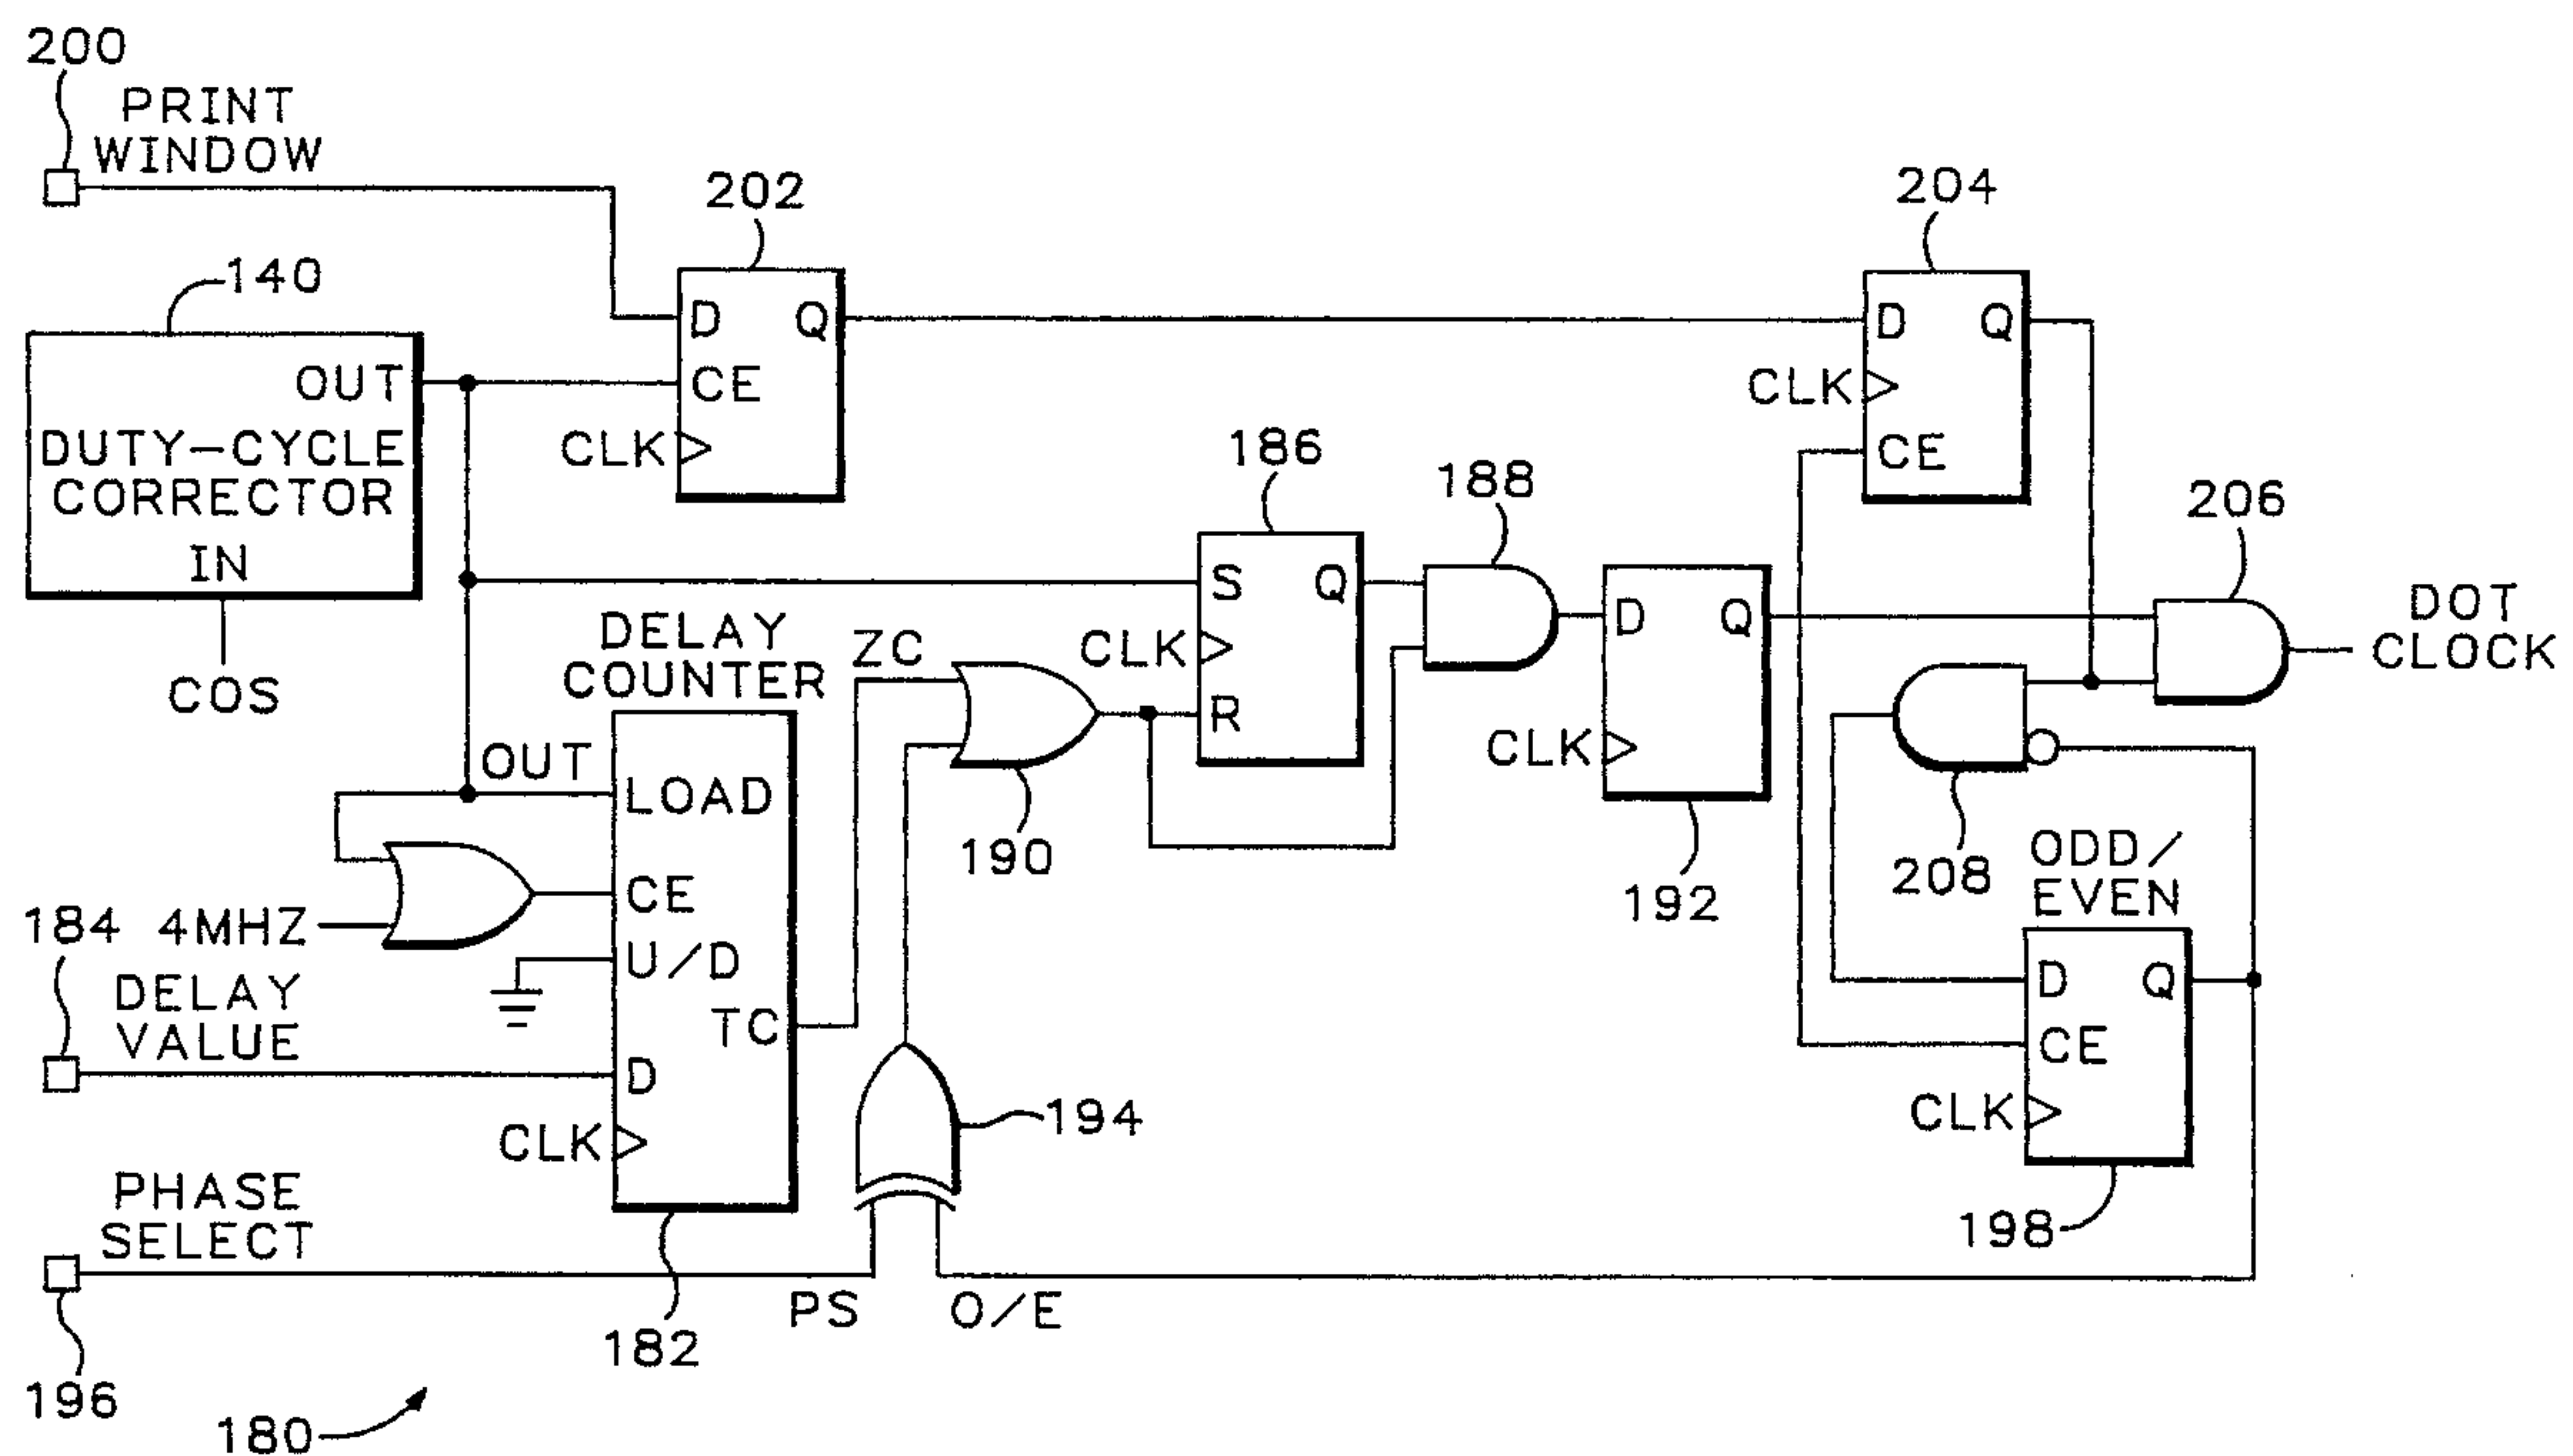 200
PRINT
WINDOW
202
204
140
D Q
D Q
OUT
CE
CLK
DUTY-CYCLE
CORRECTOR
CLK
186
188
CE
206
IN
S Q
D Q
DOT
CLOCK
DELAY
COUNTER
ZC
CLK
COS
R
OUT
LOAD
CLK
190
ODD/
EVEN
208
192
184
4MHZ
CE
U/D
DELAY
VALUE
D Q
TC
CE
D
194
CLK
CLK
PHASE
SELECT
198
PS
O/E
182
196
180